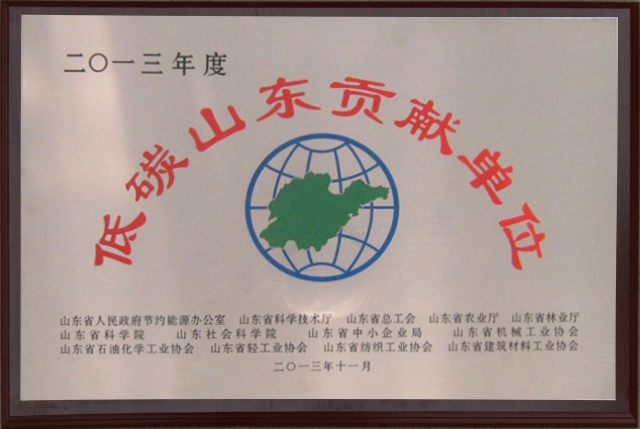 二〇一三年度
低碳山东贡献单位
山东省人民政府节约能源办公室 山东省科学技术厅 山东省总工会 山东省农业厅 山东省林业厅
山东省科学院 山东社会科学院 山东省中小企业局 山东省机械工业协会
山东省石油化学工业协会 山东省轻工业协会 山东省纺织工业协会 山东省建筑材料工业协会
二〇一三年十一月